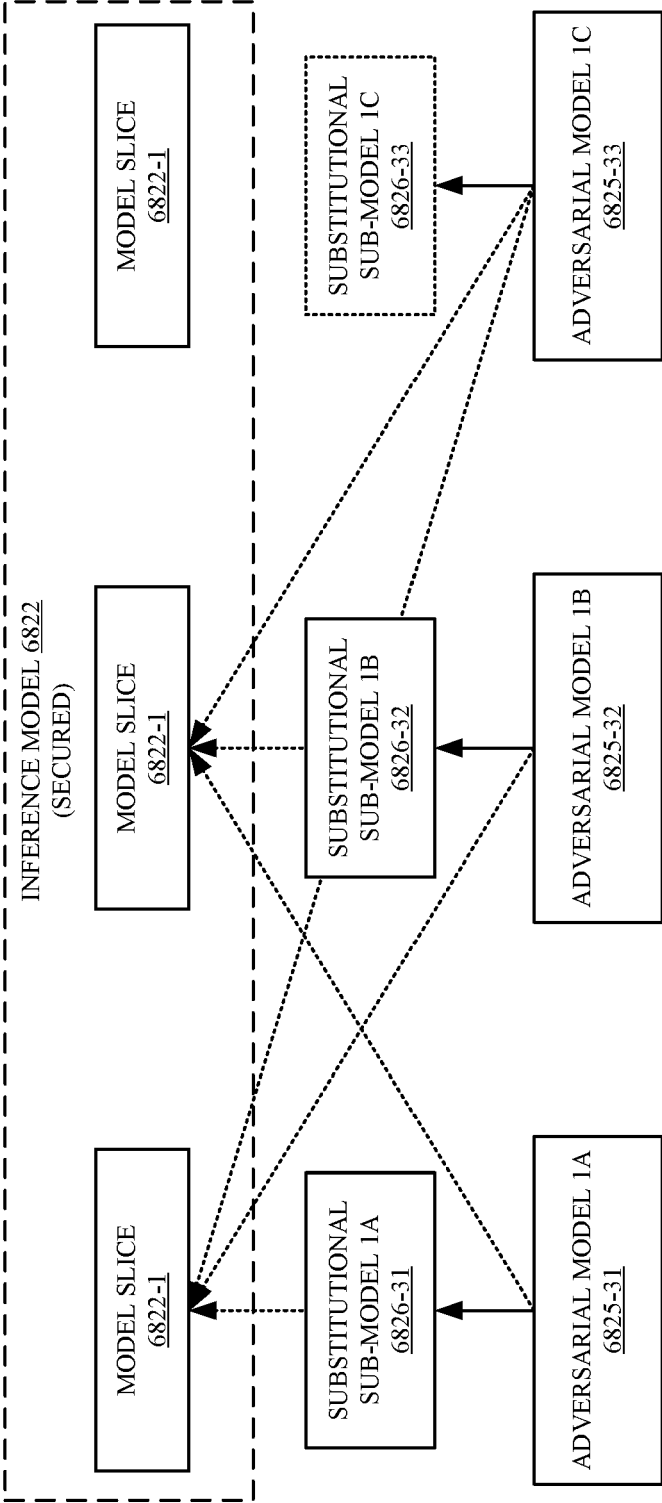 INFERENCE MODEL 6822
(SECURED)
MODEL SLICE
6822-1
MODEL SLICE
6822-1
MODEL SLICE
6822-1
SUBSTITUTIONAL
SUB-MODEL 1A
6826-31
SUBSTITUTIONAL
SUB-MODEL 1B
6826-32
SUBSTITUTIONAL
SUB-MODEL 1C
6826-33
ADVERSARIAL MODEL 1A
6825-31
ADVERSARIAL MODEL 1B
6825-32
ADVERSARIAL MODEL 1C
6825-33